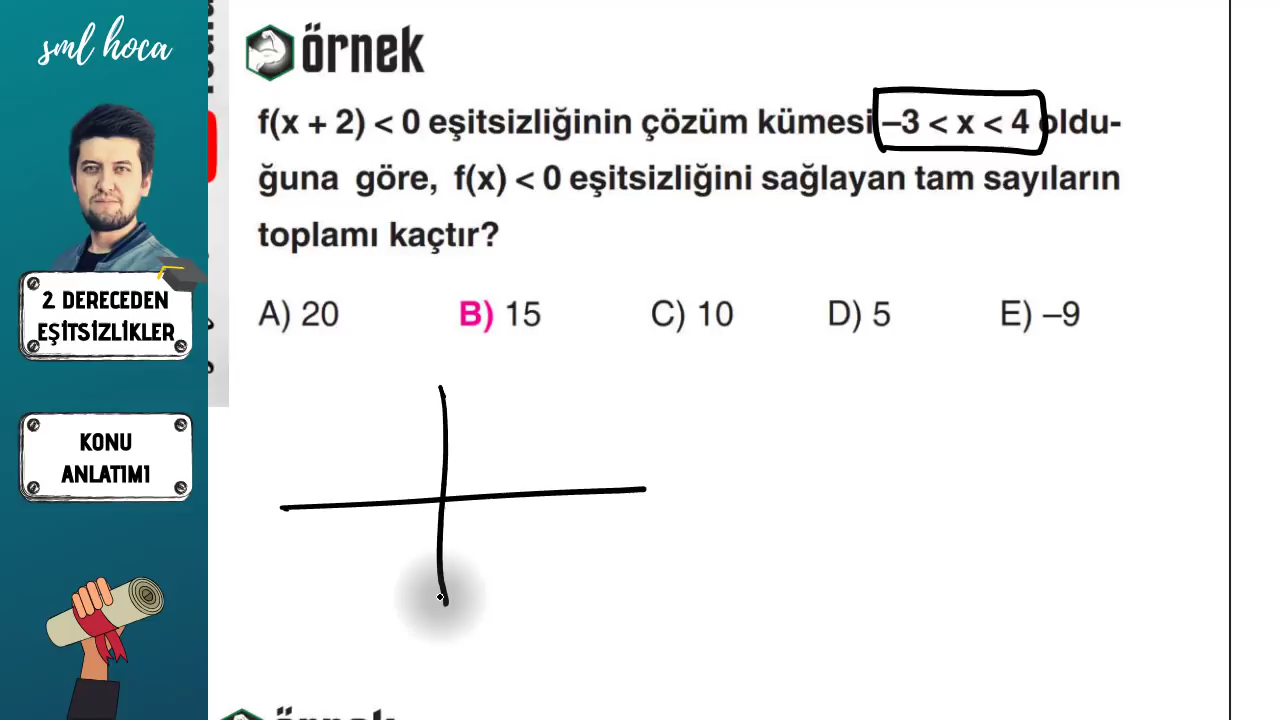 sml hoca
2. DERECEDEN
EŞİTSİZLİKLER
KONU
ANLATIMI
örnek
f(x + 2) < 0 eşitsizliğinin çözüm kümesi –3 < x < 4 oldu-
ğuna göre, f(x) < 0 eşitsizliğini sağlayan tam sayıların
toplamı kaçtır?
A) 20 B) 15 C) 10 D) 5 E) –9
örnek